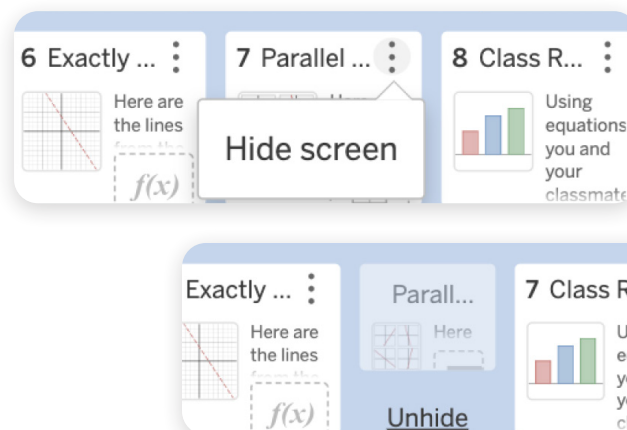 6 Exactly ...
7 Parallel ...
8 Class R...
Here are
the lines
f(x)
Hide screen
Using
equations
you and
your
classmate
Exactly ...
Parall...
7 Class R
Here are
the lines
f(x)
Here
Unhide